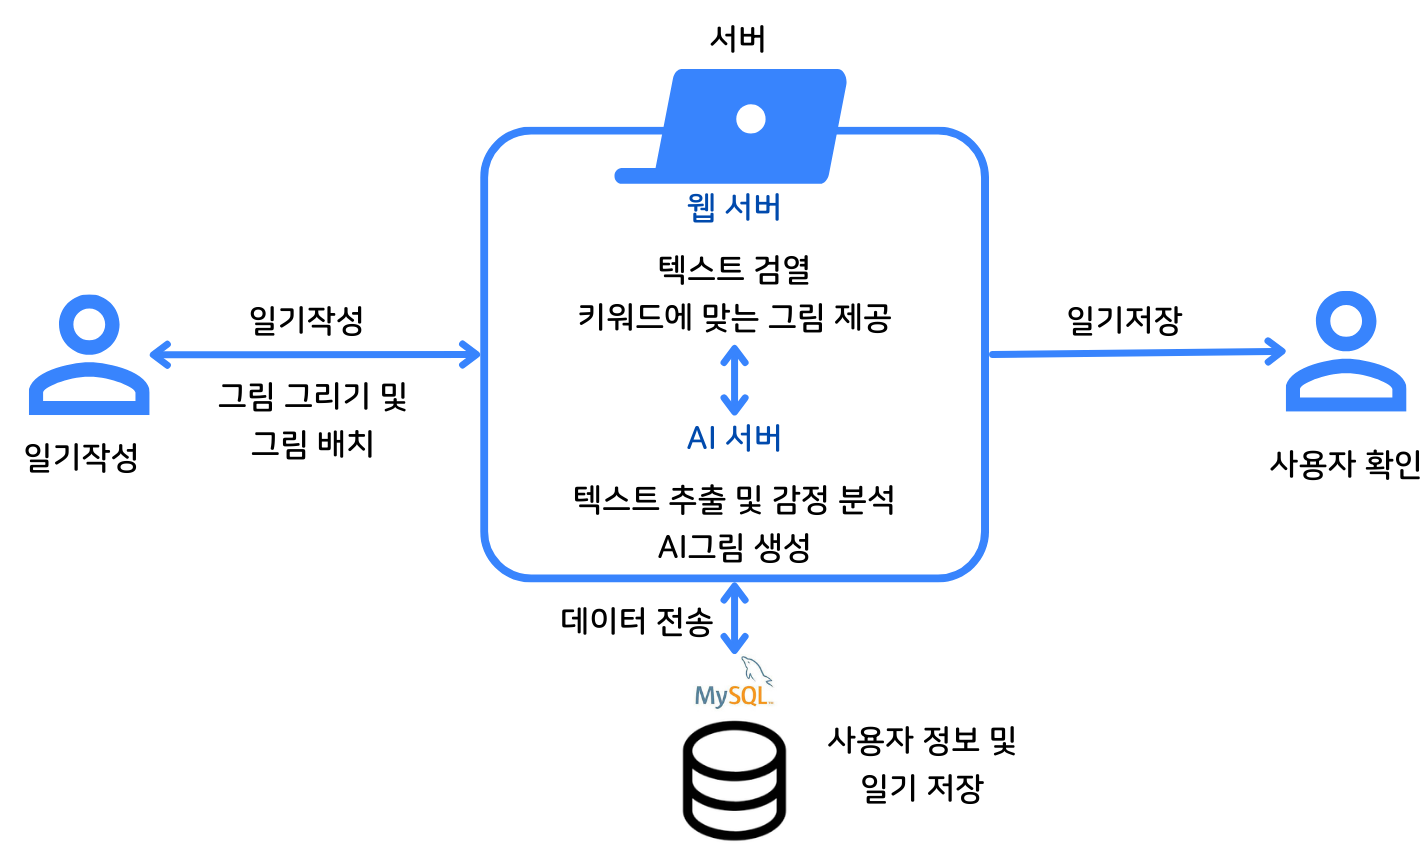 서버
웹 서버
텍스트 검열
키워드에 맞는 그림 제공
AI 서버
텍스트 추출 및 감정 분석
AI그림 생성
일기작성
그림 그리기 및
그림 배치
일기작성
일기저장
사용자 확인
데이터 전송
MySQL
사용자 정보 및
일기 저장